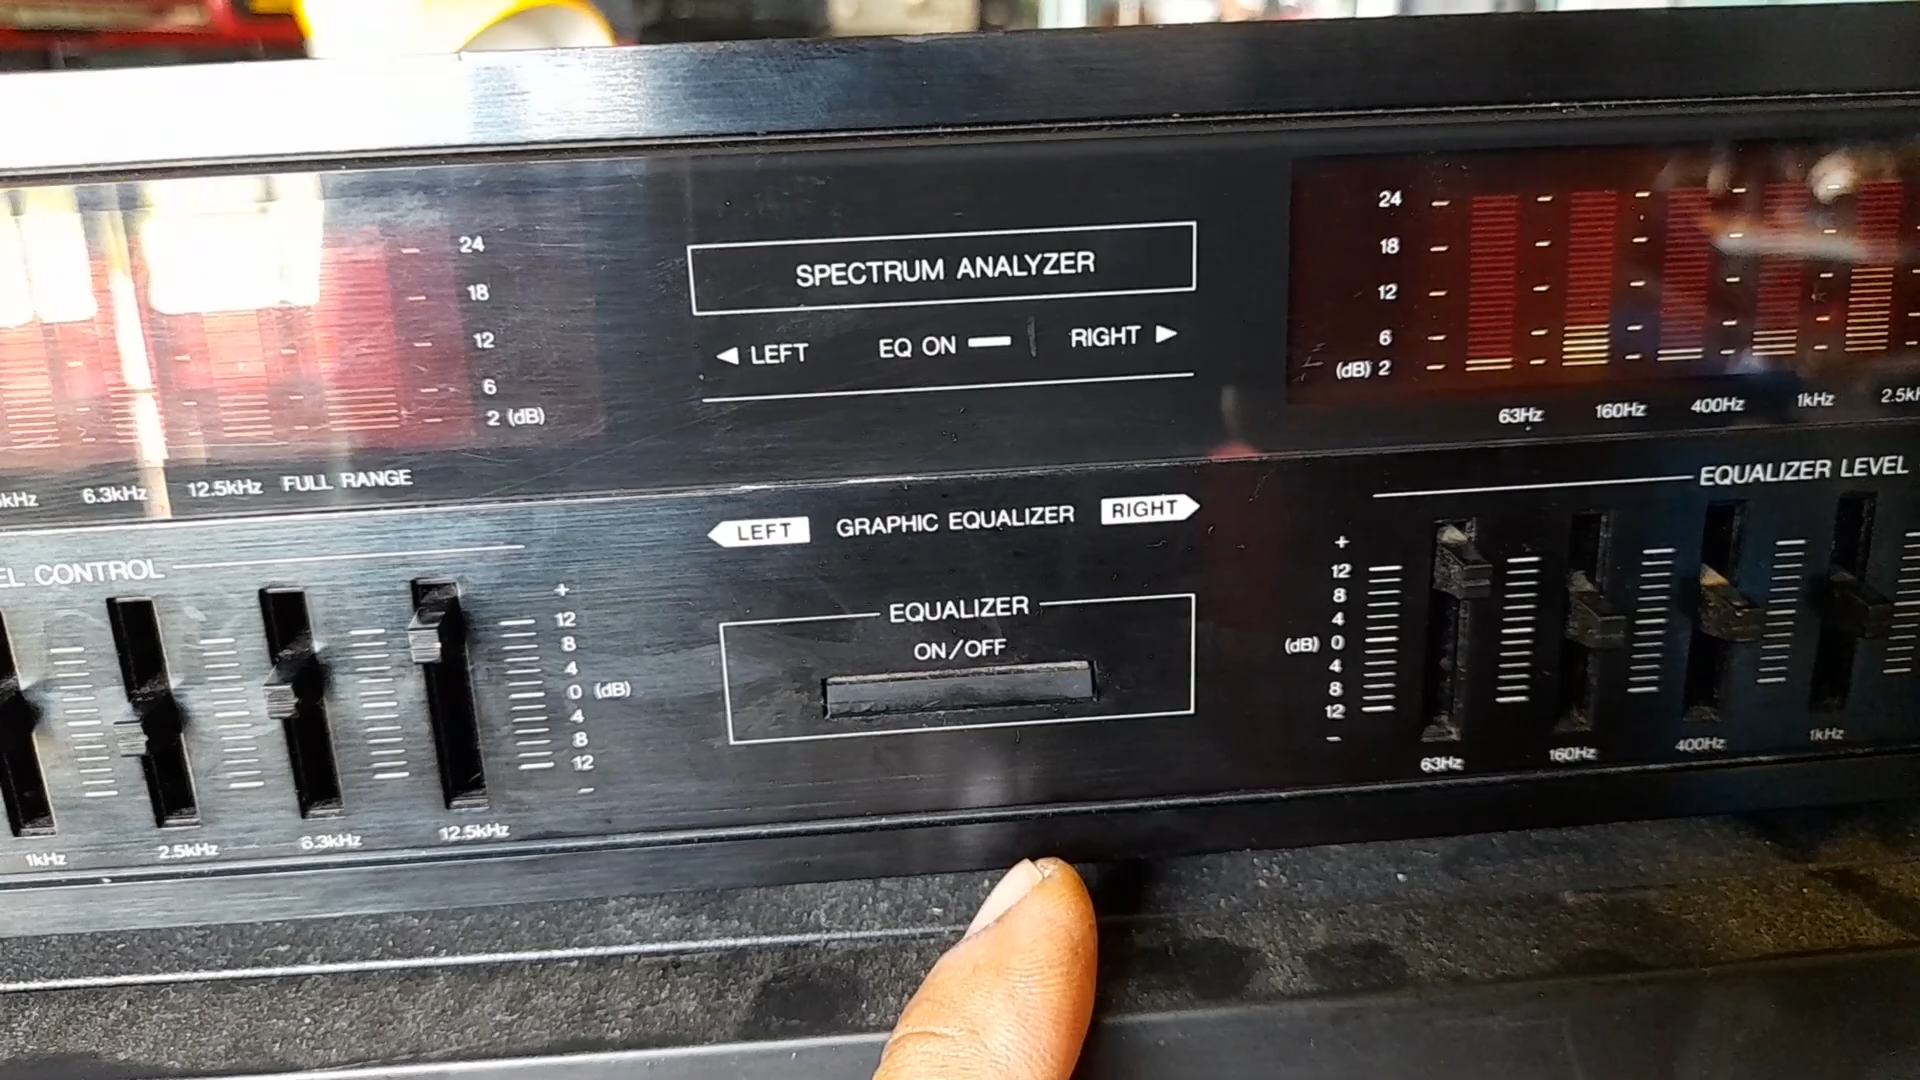 24
18
12
6
2 (dB)
6.3kHz 12.5kHz FULL RANGE
SPECTRUM ANALYZER
◀ LEFT EQ ON RIGHT ▶
24
18
12
6
(dB) 2
63Hz 160Hz 400Hz 1kHz
LEFT GRAPHIC EQUALIZER RIGHT
EQUALIZER
ON/OFF
CONTROL
+
12
8
4
0 (dB)
4
8
12
-
1kHz 2.5kHz 6.3kHz 12.5kHz
EQUALIZER LEVEL
+
12
8
4
(dB) 0
4
8
12
-
63Hz 160Hz 400Hz 1kHz